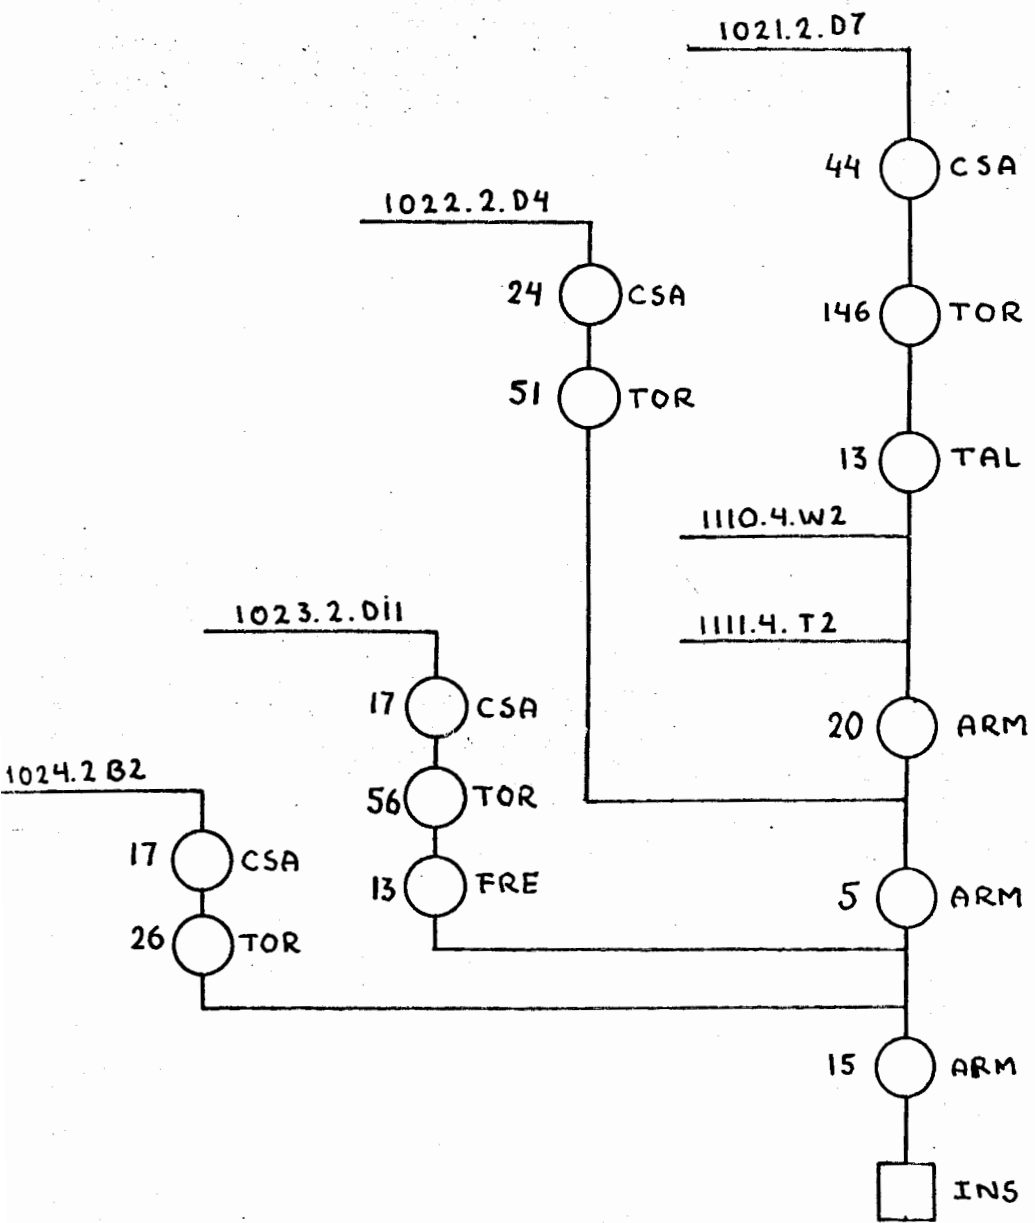 1021.2.D7
44 CSA
1022.2.D4
24 CSA
146 TOR
51 TOR
13 TAL
1110.4.W2
1023.2.Di1
1111.4.T2
17 CSA
20 ARM
1024.2 B2
56 TOR
17 CSA
13 FRE
5 ARM
26 TOR
15 ARM
INS